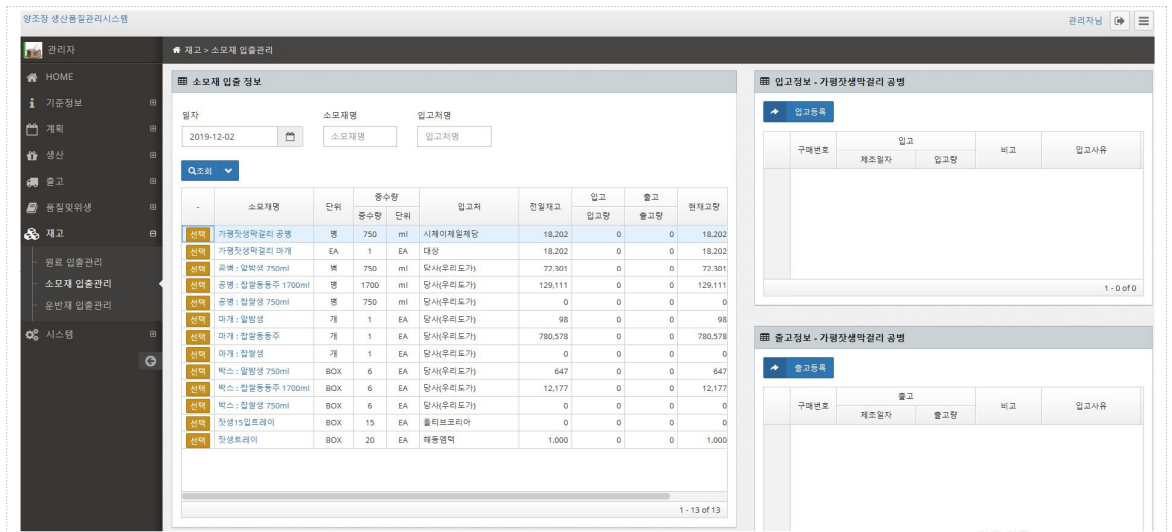 양조장 생산품질관리시스템
관리자님
관리자
HOME
기준정보
계획
생산
출고
품질및위생
재고
원료 입출관리
소모재 입출관리
운반재 입출관리
시스템
재고 > 소모재 입출관리
소모재 입출 정보
일자 소모재명 입고처명
2019-12-02 소모재명 입고처명
조회
- 소모재명 단위 중수량 입고처 전일재고 입고 출고 현재고량
중수량 단위 입고량 출고량
선택 가평잣생막걸리 공병 병 750 ml 시제이제일제당 18,202 0 0 18,202
선택 가평잣생막걸리 마개 EA 1 EA 대상 18,202 0 0 18,202
선택 공병 : 알밤생 750ml 병 750 ml 당사(우리도가) 72.301 0 0 72.301
선택 공병 : 찹쌀동동주 1700ml 병 1700 ml 당사(우리도가) 129,111 0 0 129,111
선택 공병 : 찹쌀생 750ml 병 750 ml 당사(우리도가) 0 0 0 0
선택 마개 : 알밤생 개 1 EA 당사(우리도가) 98 0 0 98
선택 마개 : 찹쌀동동주 개 1 EA 당사(우리도가) 780,578 0 0 780,578
선택 마개 : 찹쌀생 개 1 EA 당사(우리도가) 0 0 0 0
선택 박스 : 알밤생 750ml BOX 6 EA 당사(우리도가) 647 0 0 647
선택 박스 : 찹쌀동동주 1700ml BOX 6 EA 당사(우리도가) 12,177 0 0 12,177
선택 박스 : 찹쌀생 750ml BOX 6 EA 당사(우리도가) 0 0 0 0
선택 잣생15입트레이 BOX 15 EA 올티브코리아 0 0 0 0
선택 잣생트레이 BOX 20 EA 해동엠텍 1,000 0 0 1,000
1 - 13 of 13
입고정보 - 가평잣생막걸리 공병
입고등록
구매번호 입고 비고 입고사유
제조일자 입고량
1 - 0 of 0
출고정보 - 가평잣생막걸리 공병
출고등록
구매번호 출고 비고 입고사유
제조일자 출고량